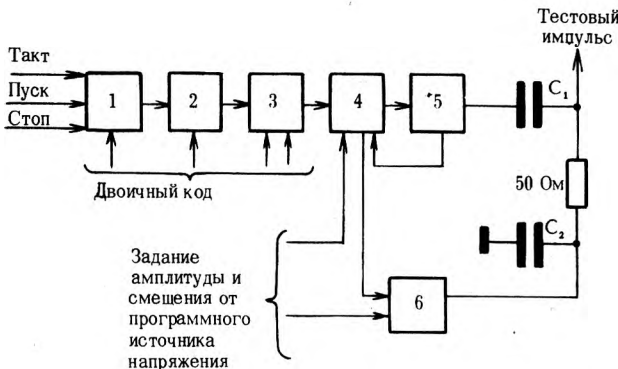 Тестовый
импульс
Такт
Пуск
Стоп
1
2
3
4
5
C₁
50 Ом
C₂
Двоичный код
Задание
амплитуды и
смещения от
программного
источника
напряжения
6